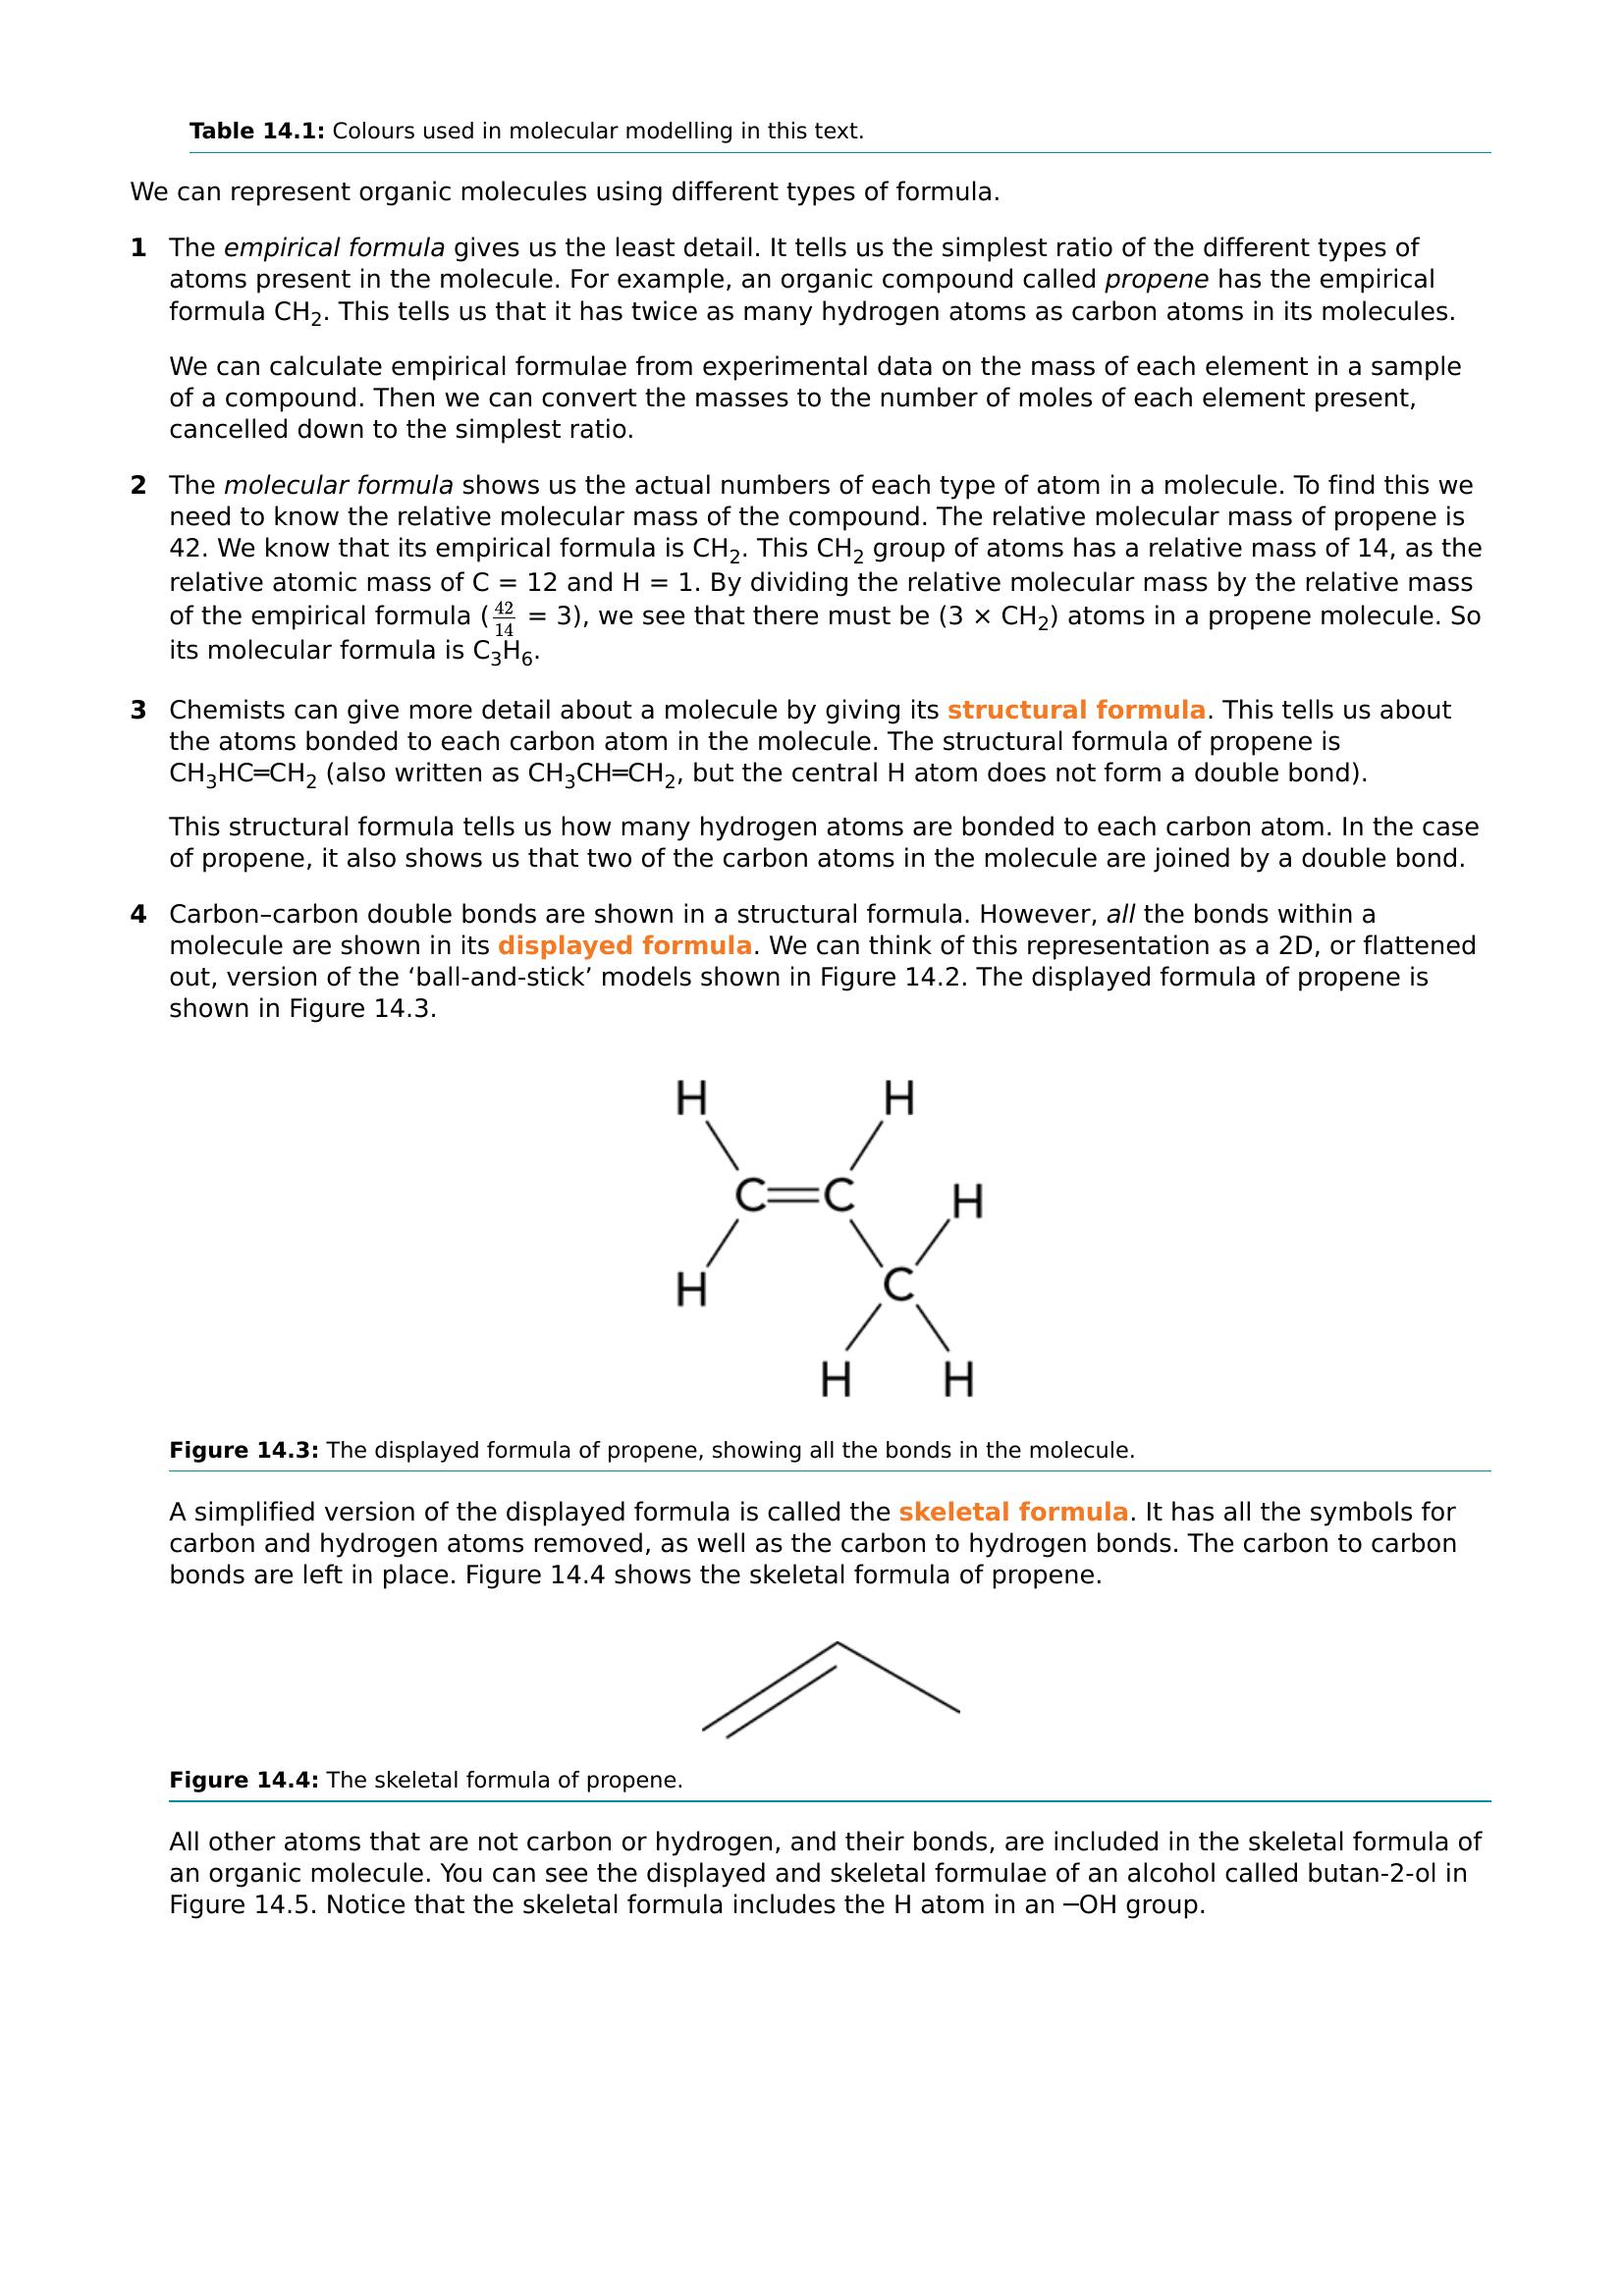 Table 14.1: Colours used in molecular modelling in this text.
We can represent organic molecules using different types of formula.
1 The empirical formula gives us the least detail. It tells us the simplest ratio of the different types of
atoms present in the molecule. For example, an organic compound called propene has the empirical
formula CH₂. This tells us that it has twice as many hydrogen atoms as carbon atoms in its molecules.
We can calculate empirical formulae from experimental data on the mass of each element in a sample
of a compound. Then we can convert the masses to the number of moles of each element present,
cancelled down to the simplest ratio.
2 The molecular formula shows us the actual numbers of each type of atom in a molecule. To find this we
need to know the relative molecular mass of the compound. The relative molecular mass of propene is
42. We know that its empirical formula is CH₂. This CH₂ group of atoms has a relative mass of 14, as the
relative atomic mass of C = 12 and H = 1. By dividing the relative molecular mass by the relative mass
of the empirical formula (42/14 = 3), we see that there must be (3 × CH₂) atoms in a propene molecule. So
its molecular formula is C₃H₆.
3 Chemists can give more detail about a molecule by giving its structural formula. This tells us about
the atoms bonded to each carbon atom in the molecule. The structural formula of propene is
CH₃HC=CH₂ (also written as CH₃CH=CH₂, but the central H atom does not form a double bond).
This structural formula tells us how many hydrogen atoms are bonded to each carbon atom. In the case
of propene, it also shows us that two of the carbon atoms in the molecule are joined by a double bond.
4 Carbon–carbon double bonds are shown in a structural formula. However, all the bonds within a
molecule are shown in its displayed formula. We can think of this representation as a 2D, or flattened
out, version of the ‘ball-and-stick’ models shown in Figure 14.2. The displayed formula of propene is
shown in Figure 14.3.
H H
C=C H
H C
H H
Figure 14.3: The displayed formula of propene, showing all the bonds in the molecule.
A simplified version of the displayed formula is called the skeletal formula. It has all the symbols for
carbon and hydrogen atoms removed, as well as the carbon to hydrogen bonds. The carbon to carbon
bonds are left in place. Figure 14.4 shows the skeletal formula of propene.
Figure 14.4: The skeletal formula of propene.
All other atoms that are not carbon or hydrogen, and their bonds, are included in the skeletal formula of
an organic molecule. You can see the displayed and skeletal formulae of an alcohol called butan-2-ol in
Figure 14.5. Notice that the skeletal formula includes the H atom in an −OH group.